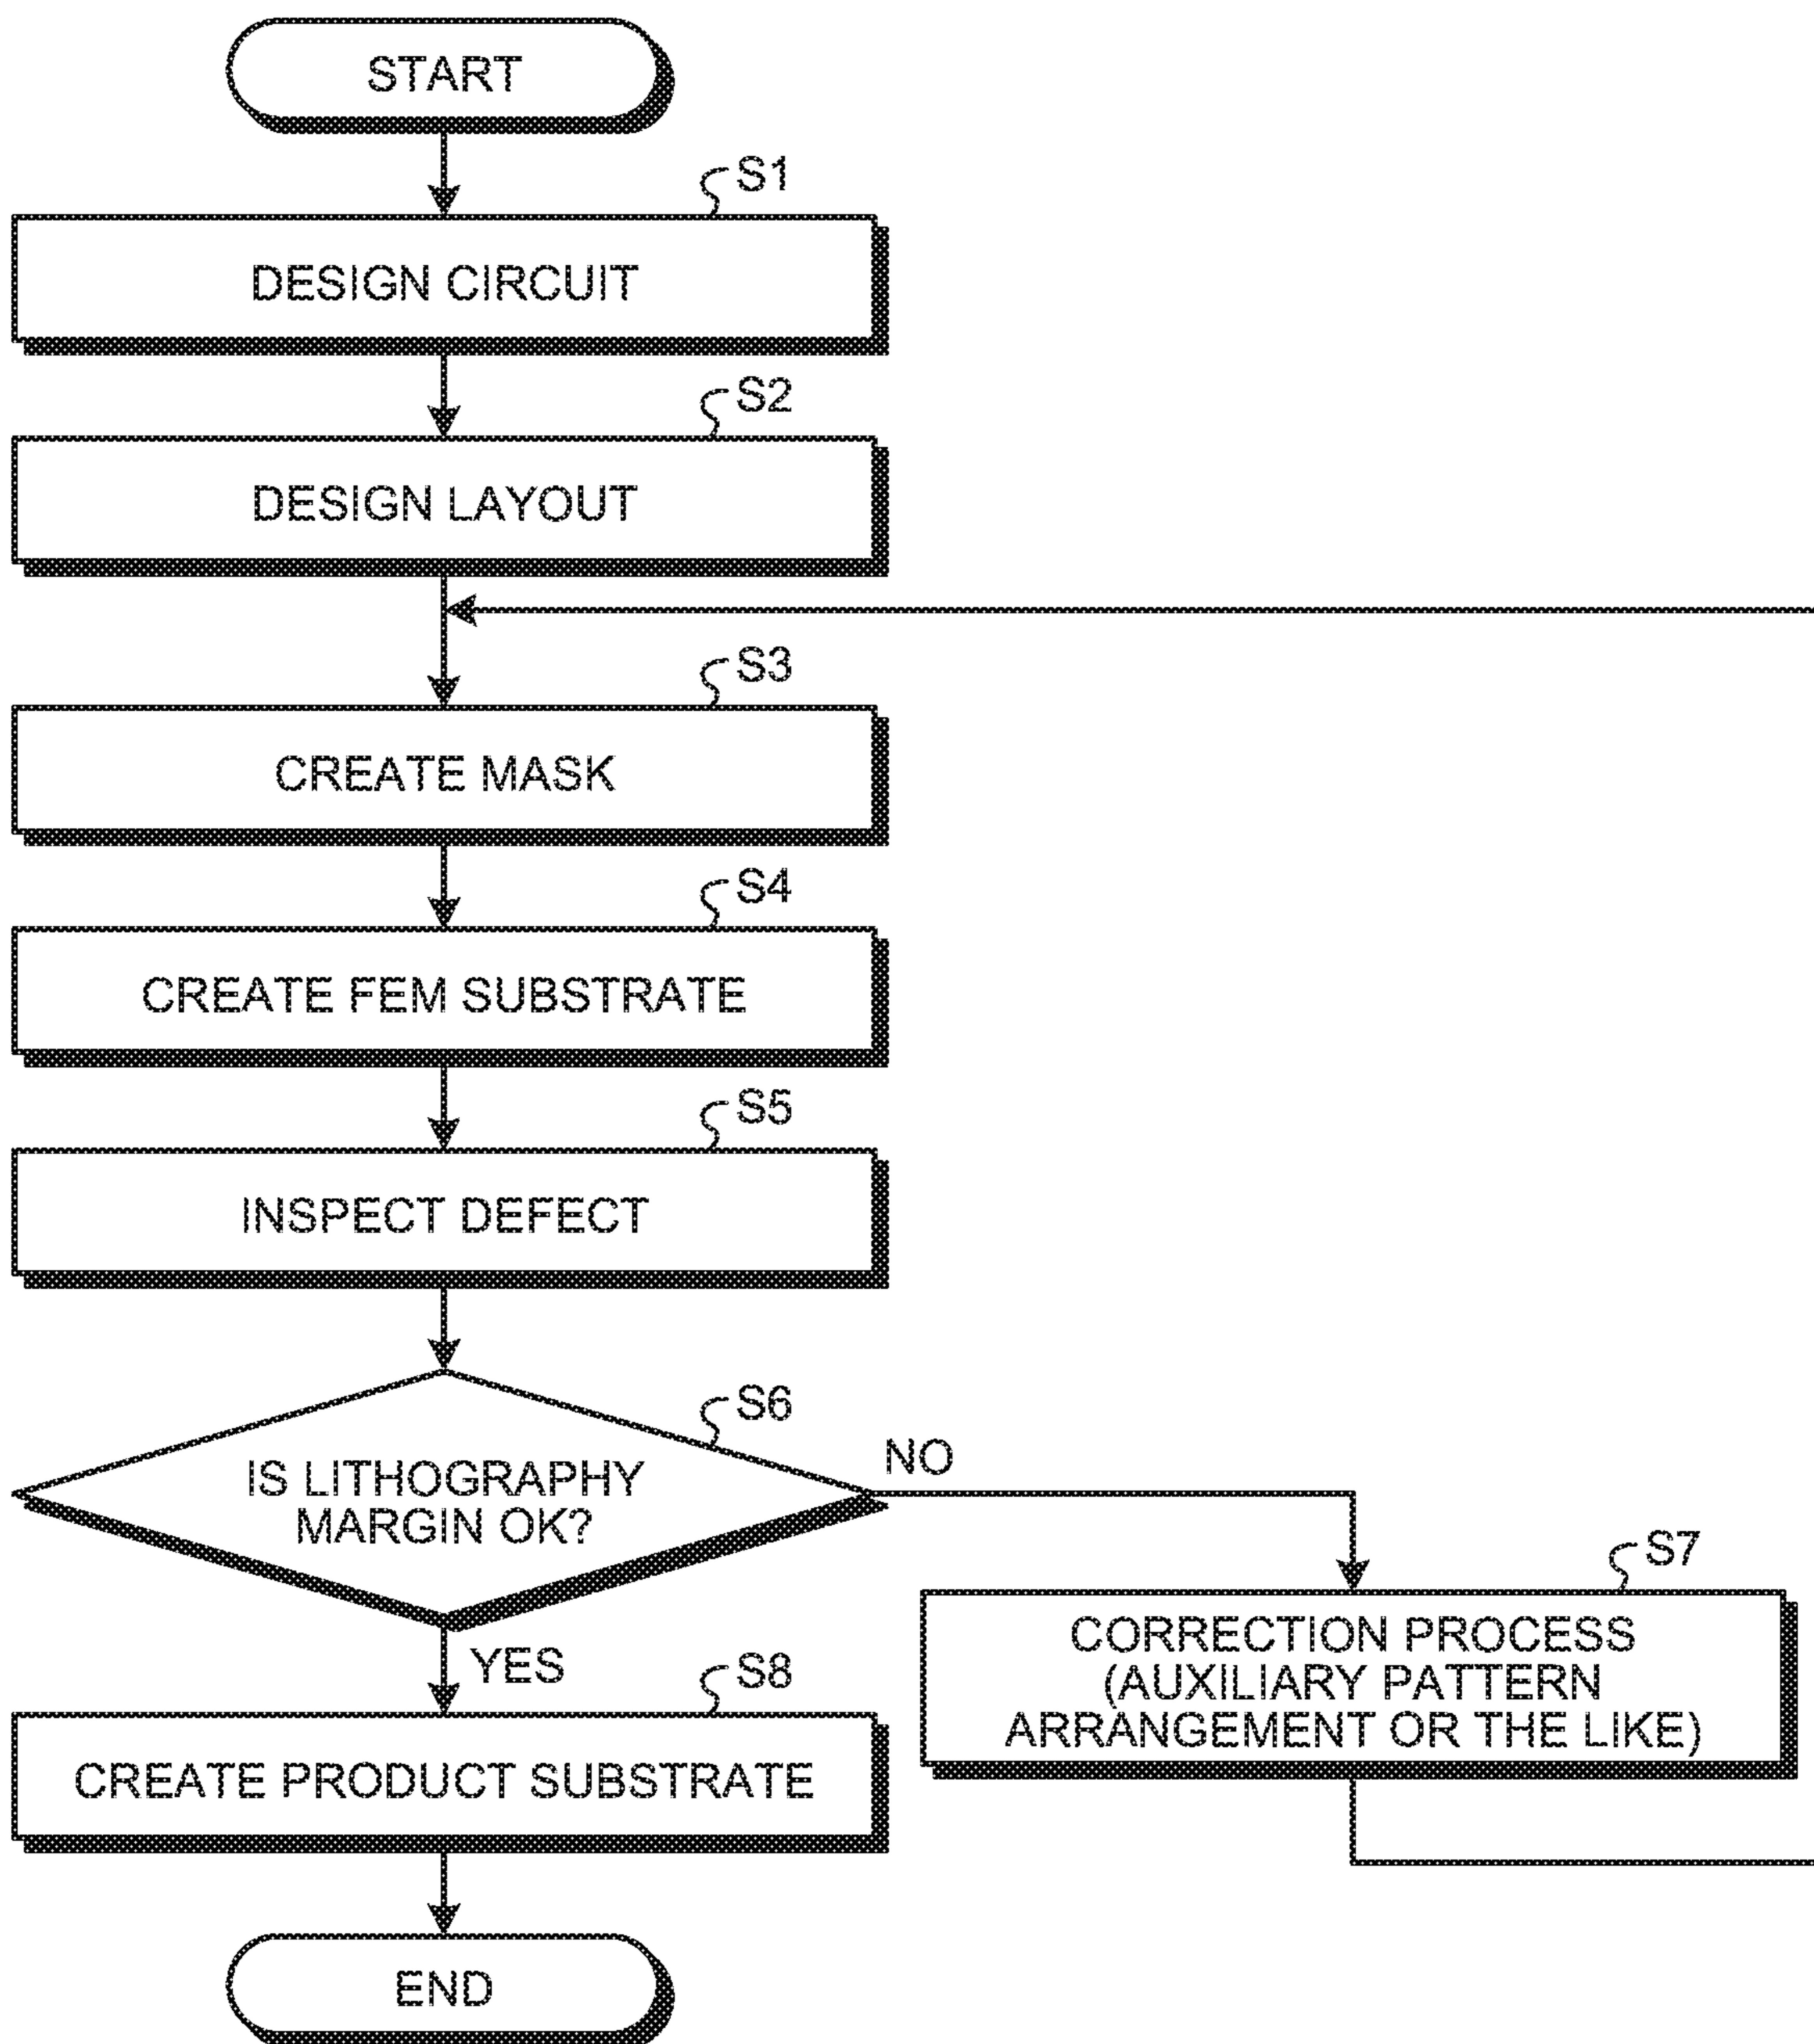 START
S1
DESIGN CIRCUIT
S2
DESIGN LAYOUT
S3
CREATE MASK
S4
CREATE FEM SUBSTRATE
S5
INSPECT DEFECT
S6
IS LITHOGRAPHY
MARGIN OK?
NO
S7
CORRECTION PROCESS
(AUXILIARY PATTERN
ARRANGEMENT OR THE LIKE)
YES
S8
CREATE PRODUCT SUBSTRATE
END